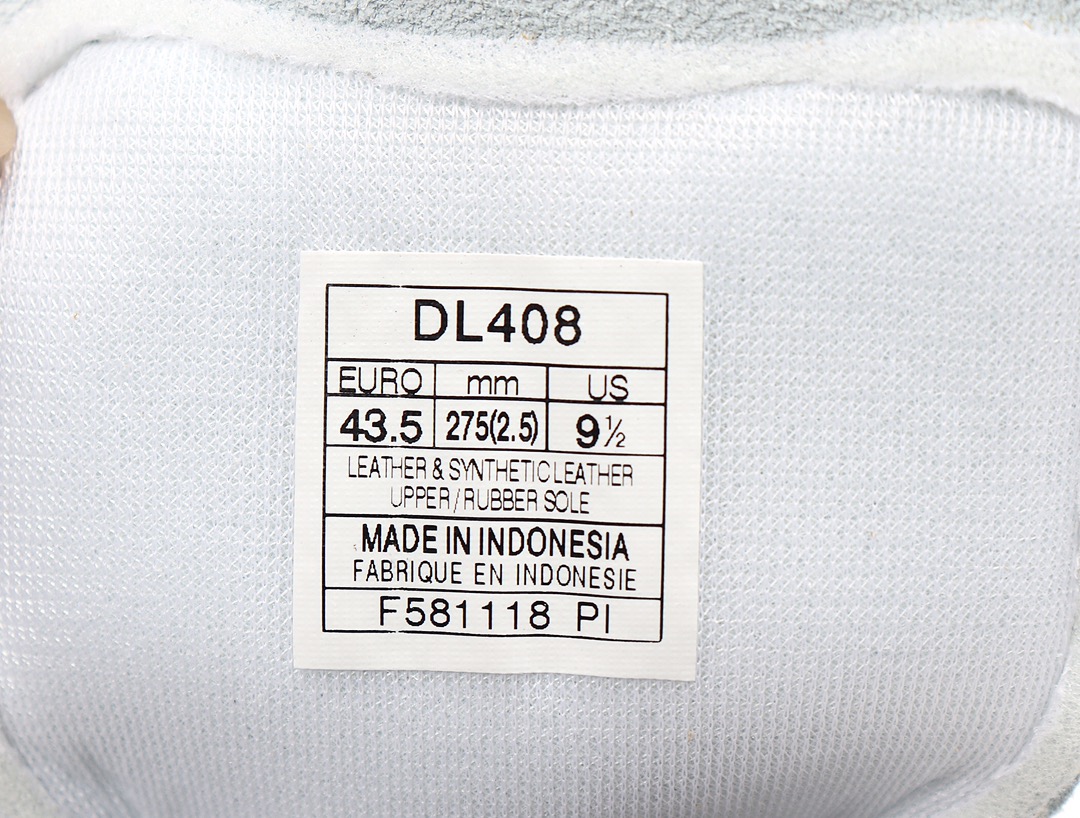 DL408
EURO mm US
43.5 275(2.5) 9½
LEATHER & SYNTHETIC LEATHER
UPPER / RUBBER SOLE
MADE IN INDONESIA
FABRIQUE EN INDONESIE
F581118 PI